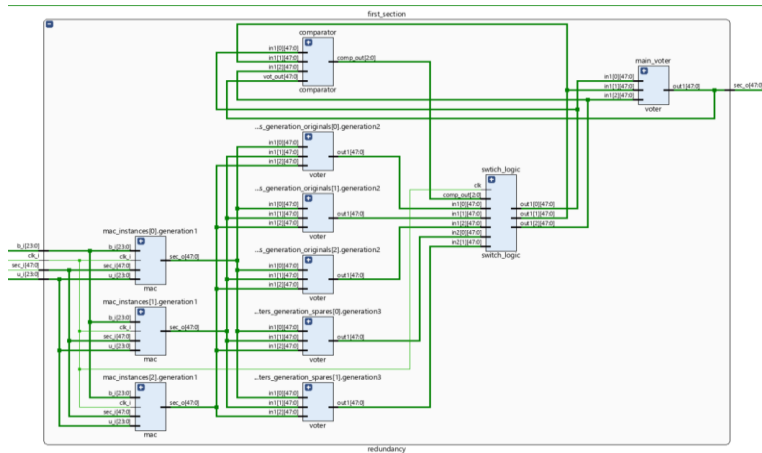 first_section
comparator
in1[0][47:0]
in1[1][47:0]
in1[2][47:0]
vot_out[47:0]
comp_out[2:0]
comparator
main_voter
in1[0][47:0]
in1[1][47:0]
in1[2][47:0]
out1[47:0]
voter
sec_o[47:0]
...s_generation_originals[0].generation2
in1[0][47:0]
in1[1][47:0]
in1[2][47:0]
out1[47:0]
voter
...s_generation_originals[1].generation2
in1[0][47:0]
in1[1][47:0]
in1[2][47:0]
out1[47:0]
voter
...s_generation_originals[2].generation2
in1[0][47:0]
in1[1][47:0]
in1[2][47:0]
out1[47:0]
voter
...ters_generation_spares[0].generation3
in1[0][47:0]
in1[1][47:0]
in1[2][47:0]
out1[47:0]
voter
...ters_generation_spares[1].generation3
in1[0][47:0]
in1[1][47:0]
in1[2][47:0]
out1[47:0]
voter
swtich_logic
clk
comp_out[2:0]
in1[0][47:0]
in1[1][47:0]
in1[2][47:0]
in2[0][47:0]
in2[1][47:0]
out1[0][47:0]
out1[1][47:0]
out1[2][47:0]
switch_logic
b_i[23:0]
clk_i
sec_i[47:0]
u_i[23:0]
mac_instances[0].generation1
b_i[23:0]
clk_i
sec_i[47:0]
u_i[23:0]
sec_o[47:0]
mac
mac_instances[1].generation1
b_i[23:0]
clk_i
sec_i[47:0]
u_i[23:0]
sec_o[47:0]
mac
mac_instances[2].generation1
b_i[23:0]
clk_i
sec_i[47:0]
u_i[23:0]
sec_o[47:0]
mac
redundancy